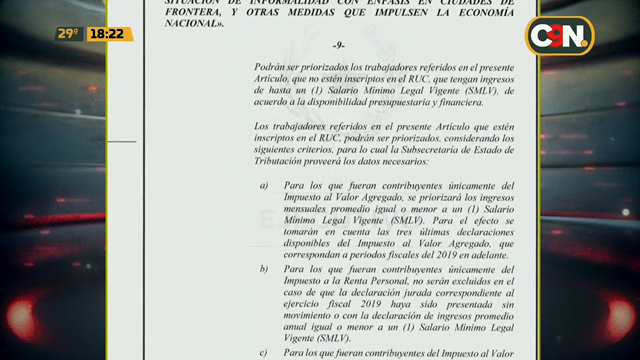 SITUACIÓN DE INFORMALIDAD CON ÉNFASIS EN CIUDADES DE
FRONTERA, Y OTRAS MEDIDAS QUE IMPULSEN LA ECONOMÍA
NACIONAL».
29°
18:22
C9N.
-9-
Podrán ser priorizados los trabajadores referidos en el presente
Artículo, que no estén inscriptos en el RUC, que tengan ingresos
de hasta un (1) Salario Mínimo Legal Vigente (SMLV), de
acuerdo a la disponibilidad presupuestaria y financiera.
Los trabajadores referidos en el presente Artículo que estén
inscriptos en el RUC, podrán ser priorizados, considerando los
siguientes criterios, para lo cual la Subsecretaría de Estado de
Tributación proveerá los datos necesarios:
a) Para los que fueran contribuyentes únicamente del
Impuesto al Valor Agregado, se priorizará los ingresos
mensuales promedio igual o menor a un (1) Salario
Mínimo Legal Vigente (SMLV). Para el efecto se
tomarán en cuenta las tres últimas declaraciones
disponibles del Impuesto al Valor Agregado, que
correspondan a periodos fiscales del 2019 en adelante.
b) Para los que fueran contribuyentes únicamente del
Impuesto a la Renta Personal, no serán excluidos en el
caso de que la declaración jurada correspondiente al
ejercicio fiscal 2019 haya sido presentada sin
movimiento o con la declaración de ingresos promedio
anual igual o menor a un (1) Salario Mínimo Legal
Vigente (SMLV).
c) Para los que fueran contribuyentes del Impuesto al Valor